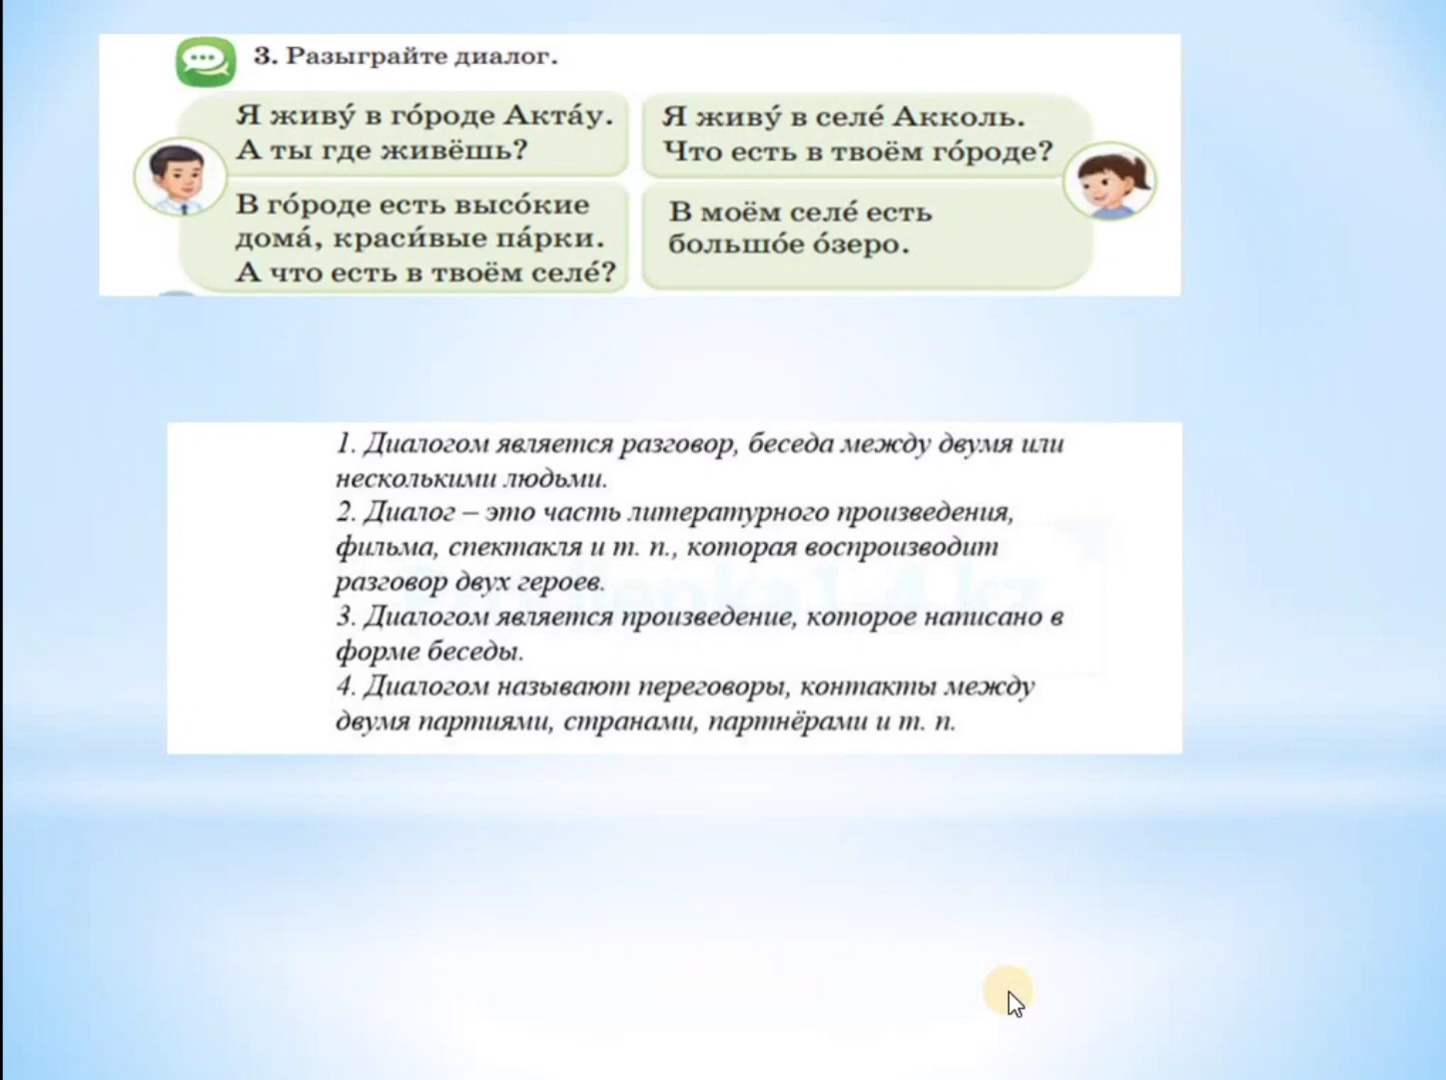 3. Разыграйте диалог.
Я живу́ в го́роде Акта́у.
А ты где живёшь?
Я живу́ в селе́ Акколь.
Что есть в твоём го́роде?
В го́роде есть высо́кие
дома́, краси́вые па́рки.
А что есть в твоём селе́?
В моём селе́ есть
большо́е о́зеро.
1. Диалогом является разговор, беседа между двумя или
несколькими людьми.
2. Диалог – это часть литературного произведения,
фильма, спектакля и т. п., которая воспроизводит
разговор двух героев.
3. Диалогом является произведение, которое написано в
форме беседы.
4. Диалогом называют переговоры, контакты между
двумя партиями, странами, партнёрами и т. п.